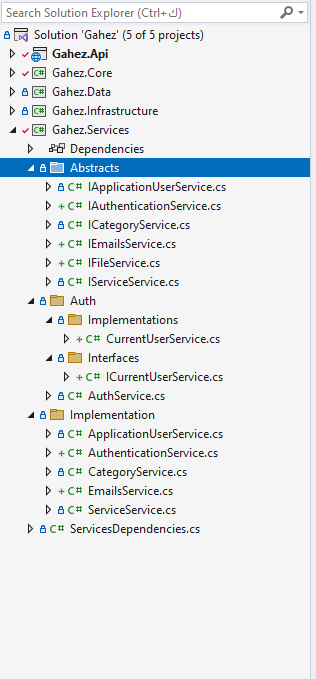 Search Solution Explorer (Ctrl+ك)
Solution 'Gahez' (5 of 5 projects)
Gahez.Api
C# Gahez.Core
C# Gahez.Data
C# Gahez.Infrastructure
C# Gahez.Services
Dependencies
Abstracts
C# IApplicationUserService.cs
C# IAuthenticationService.cs
C# ICategoryService.cs
C# IEmailsService.cs
C# IFileService.cs
C# IServiceService.cs
Auth
Implementations
C# CurrentUserService.cs
Interfaces
C# ICurrentUserService.cs
C# AuthService.cs
Implementation
C# ApplicationUserService.cs
C# AuthenticationService.cs
C# CategoryService.cs
C# EmailsService.cs
C# ServiceService.cs
C# ServicesDependencies.cs